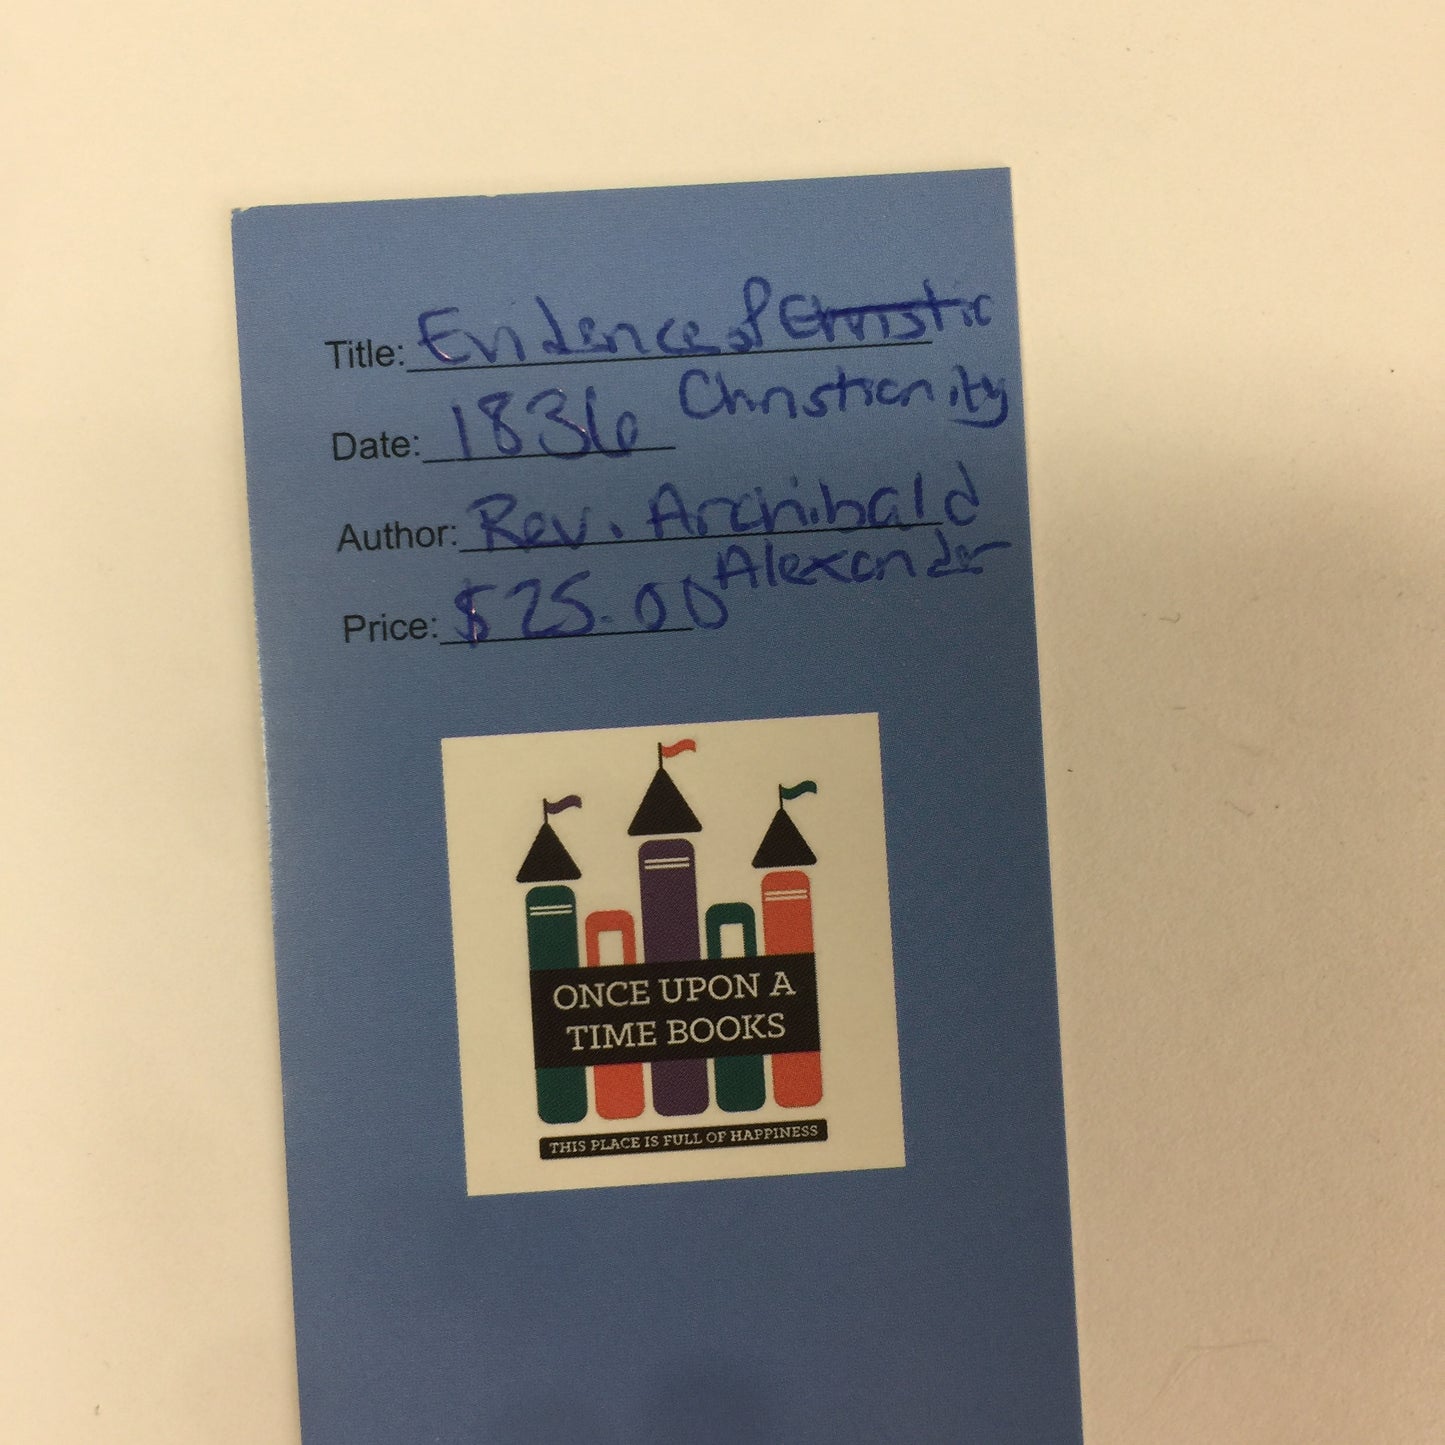 Title: Evidence of
Date: 1836 Christianity
Author: Rev. Archibald
Alexander
Price: $25.00
ONCE UPON A
TIME BOOKS
THIS PLACE IS FULL OF HAPPINESS